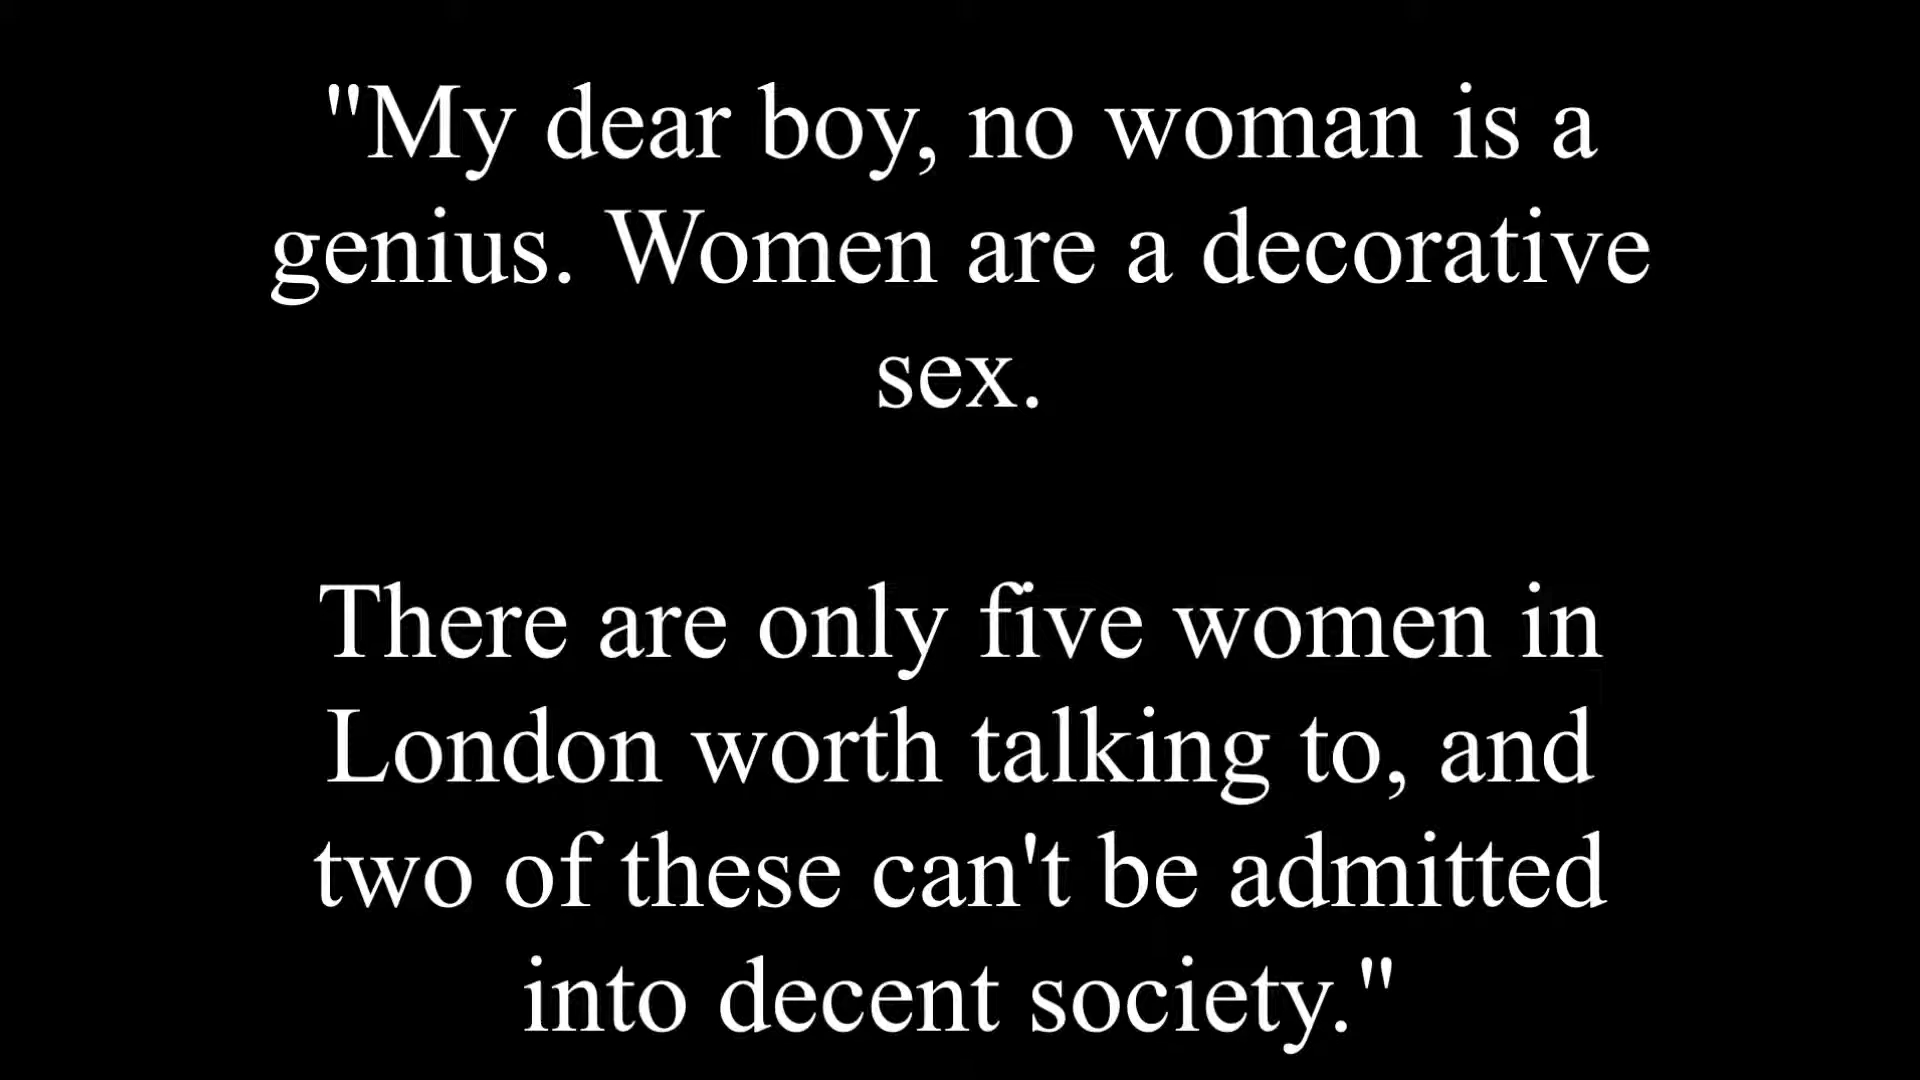 "My dear boy, no woman is a
genius. Women are a decorative
sex.
There are only five women in
London worth talking to, and
two of these can't be admitted
into decent society."